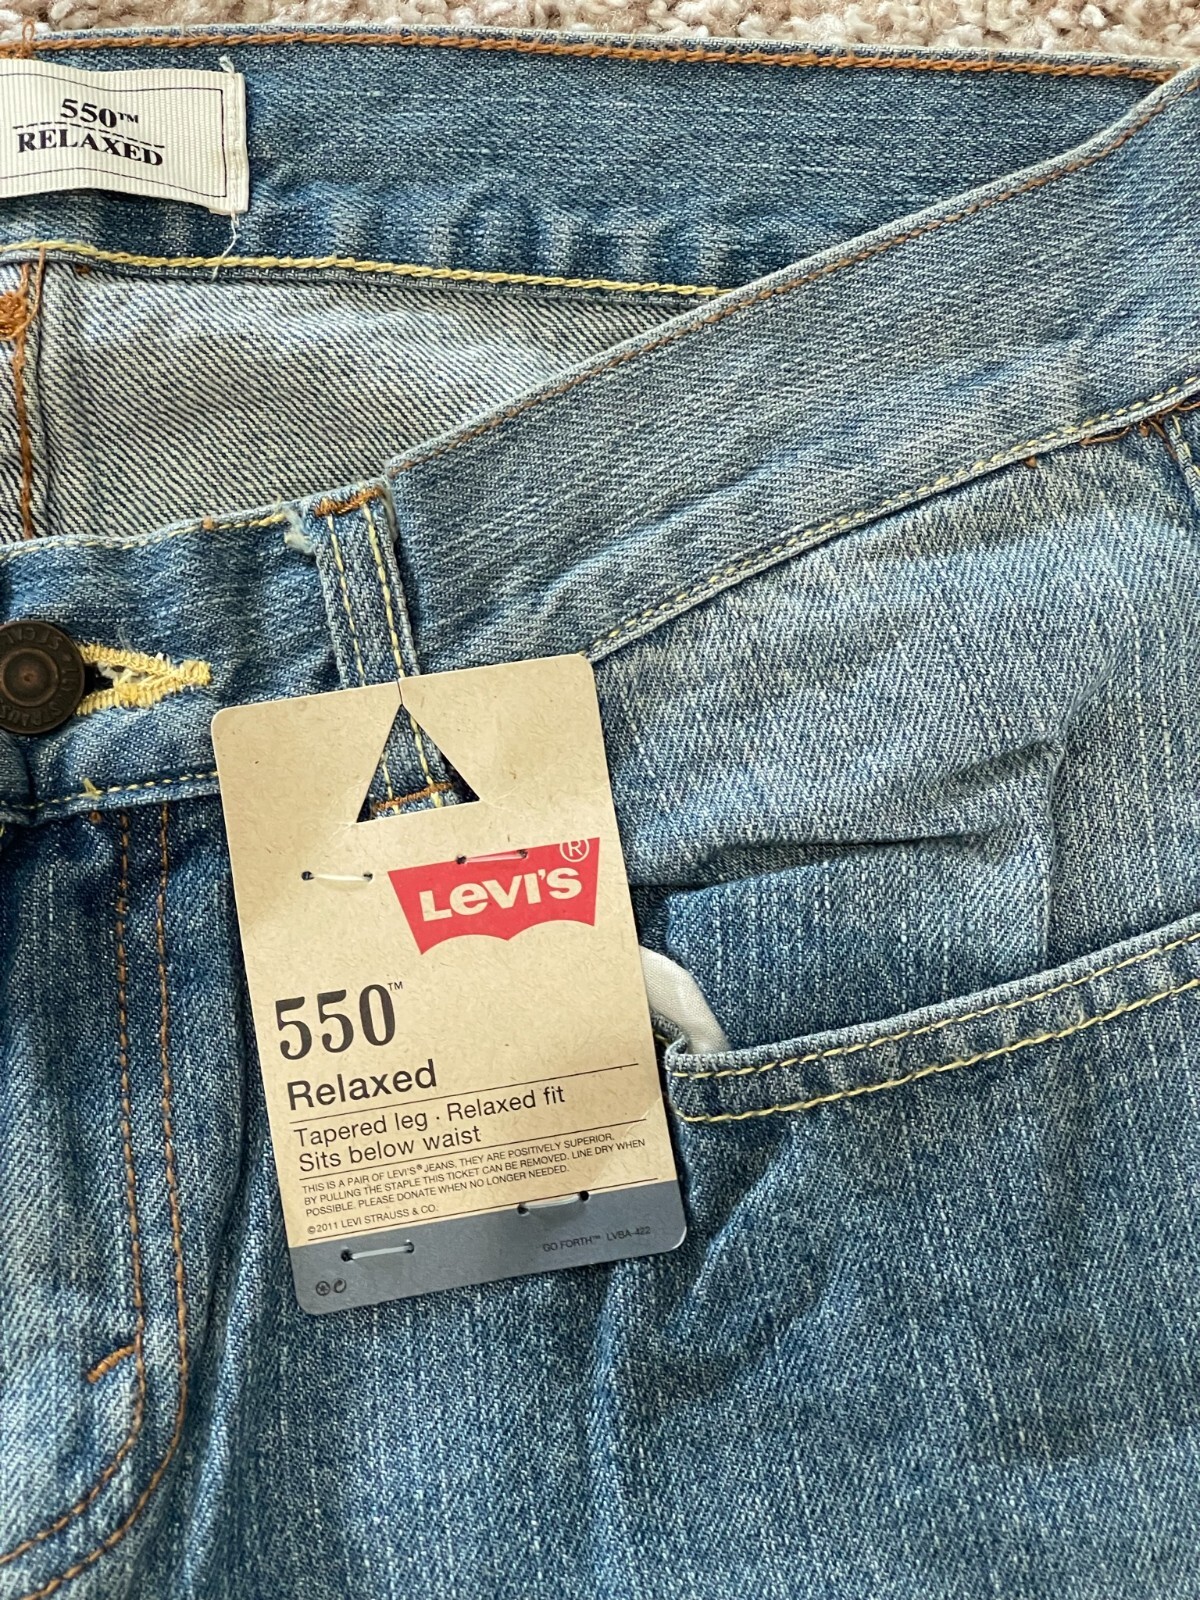 550™
RELAXED
LEVI'S®
550™
Relaxed
Tapered leg · Relaxed fit
Sits below waist
THIS IS A PAIR OF LEVI'S® JEANS, THEY ARE POSITIVELY SUPERIOR.
BY PULLING THE STAPLE THIS TICKET CAN BE REMOVED. LINE DRY WHEN
POSSIBLE. PLEASE DONATE WHEN NO LONGER NEEDED.
©2011 LEVI STRAUSS & CO.
GO FORTH™ LVBA-422